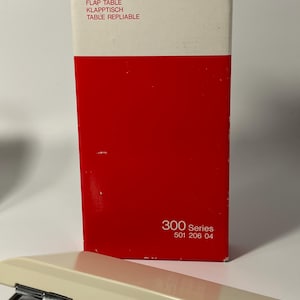 FLAP TABLE
KLAPPTISCH
TABLE REPLIABLE
300 Series
501 206 04